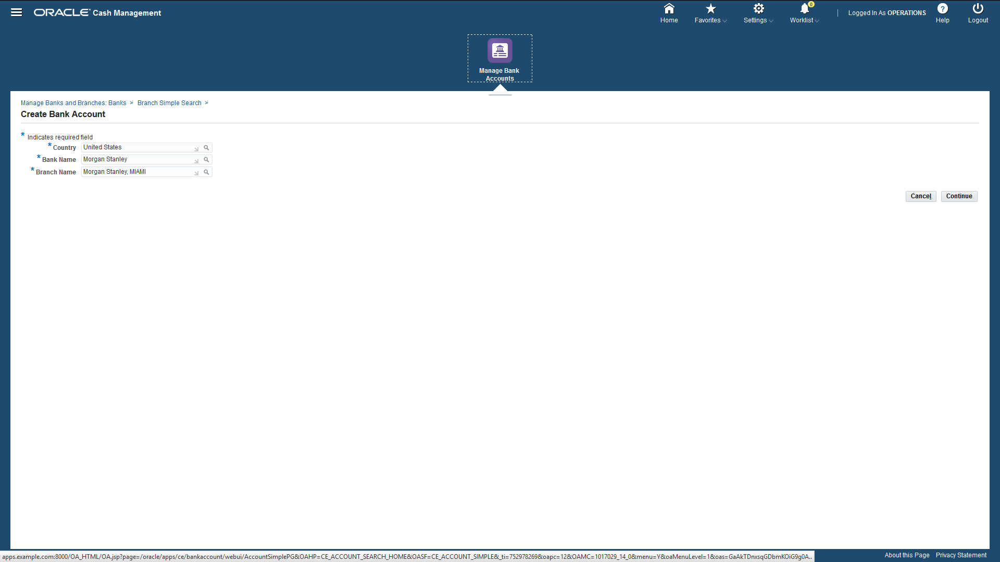 ORACLE Cash Management
Home
Favorites
Settings
0
Worklist
Logged In As OPERATIONS
?
Help
Logout
Manage Bank
Accounts
Manage Banks and Branches: Banks > Branch Simple Search >
Create Bank Account
* Indicates required field
* Country United States
* Bank Name Morgan Stanley
* Branch Name Morgan Stanley, MIAMI
Cancel Continue
apps.example.com:8000/OA_HTML/OA.jsp?page=/oracle/apps/ce/bankaccount/webui/AccountSimplePG&OAHP=CE_ACCOUNT_SEARCH_HOME&OASF=CE_ACCOUNT_SIMPLE&_ti=752978269&oapc=12&OAMC=1017029_14_0&menu=Y&oaMenuLevel=1&oas=GaAkTDnxsqGDbmKOiG9g0A..
About this Page Privacy Statement